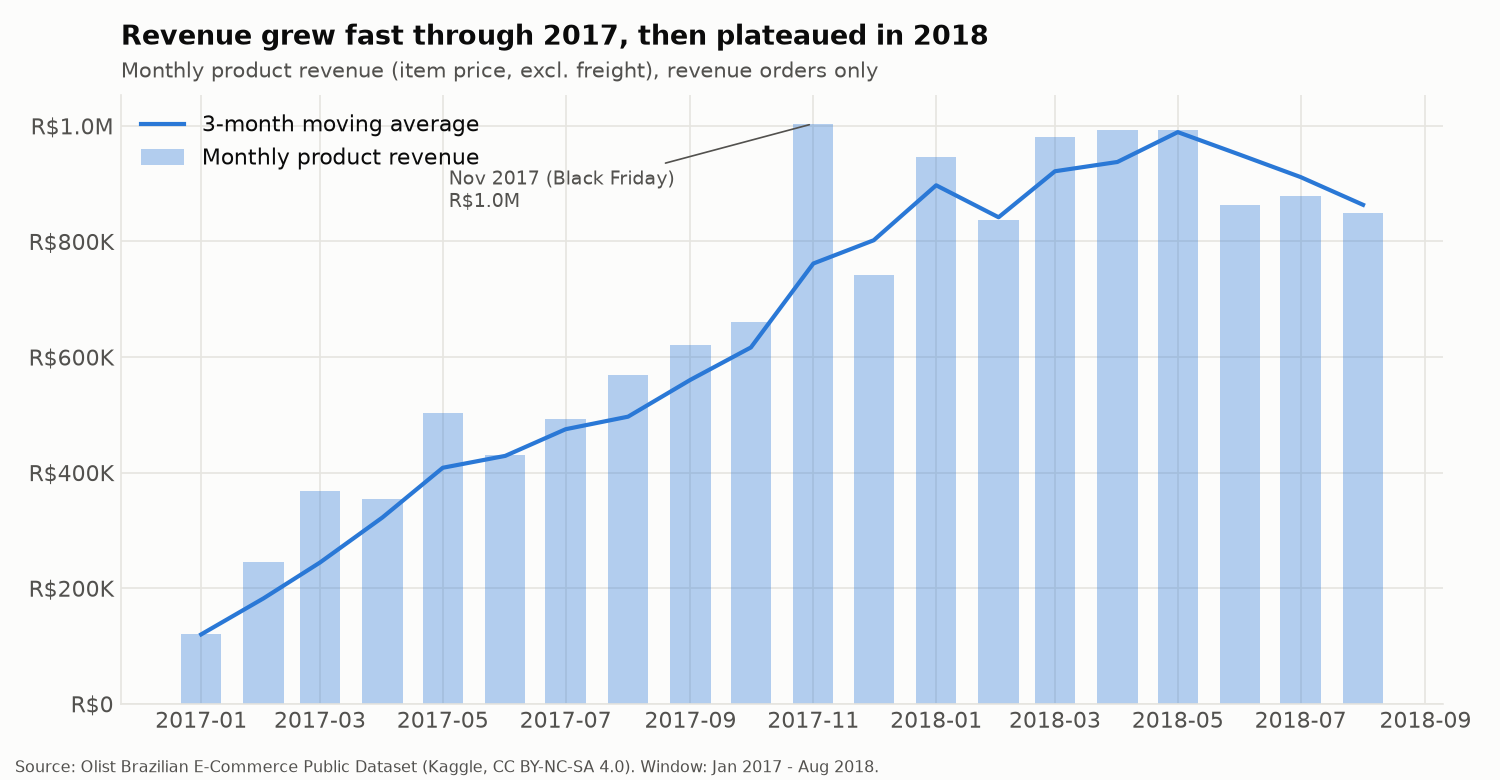 Revenue grew fast through 2017, then plateaued in 2018
Monthly product revenue (item price, excl. freight), revenue orders only
3-month moving average
Monthly product revenue
Nov 2017 (Black Friday)
R$1.0M
R$1.0M
R$800K
R$600K
R$400K
R$200K
R$0
2017-01 2017-03 2017-05 2017-07 2017-09 2017-11 2018-01 2018-03 2018-05 2018-07 2018-09
Source: Olist Brazilian E-Commerce Public Dataset (Kaggle, CC BY-NC-SA 4.0). Window: Jan 2017 - Aug 2018.